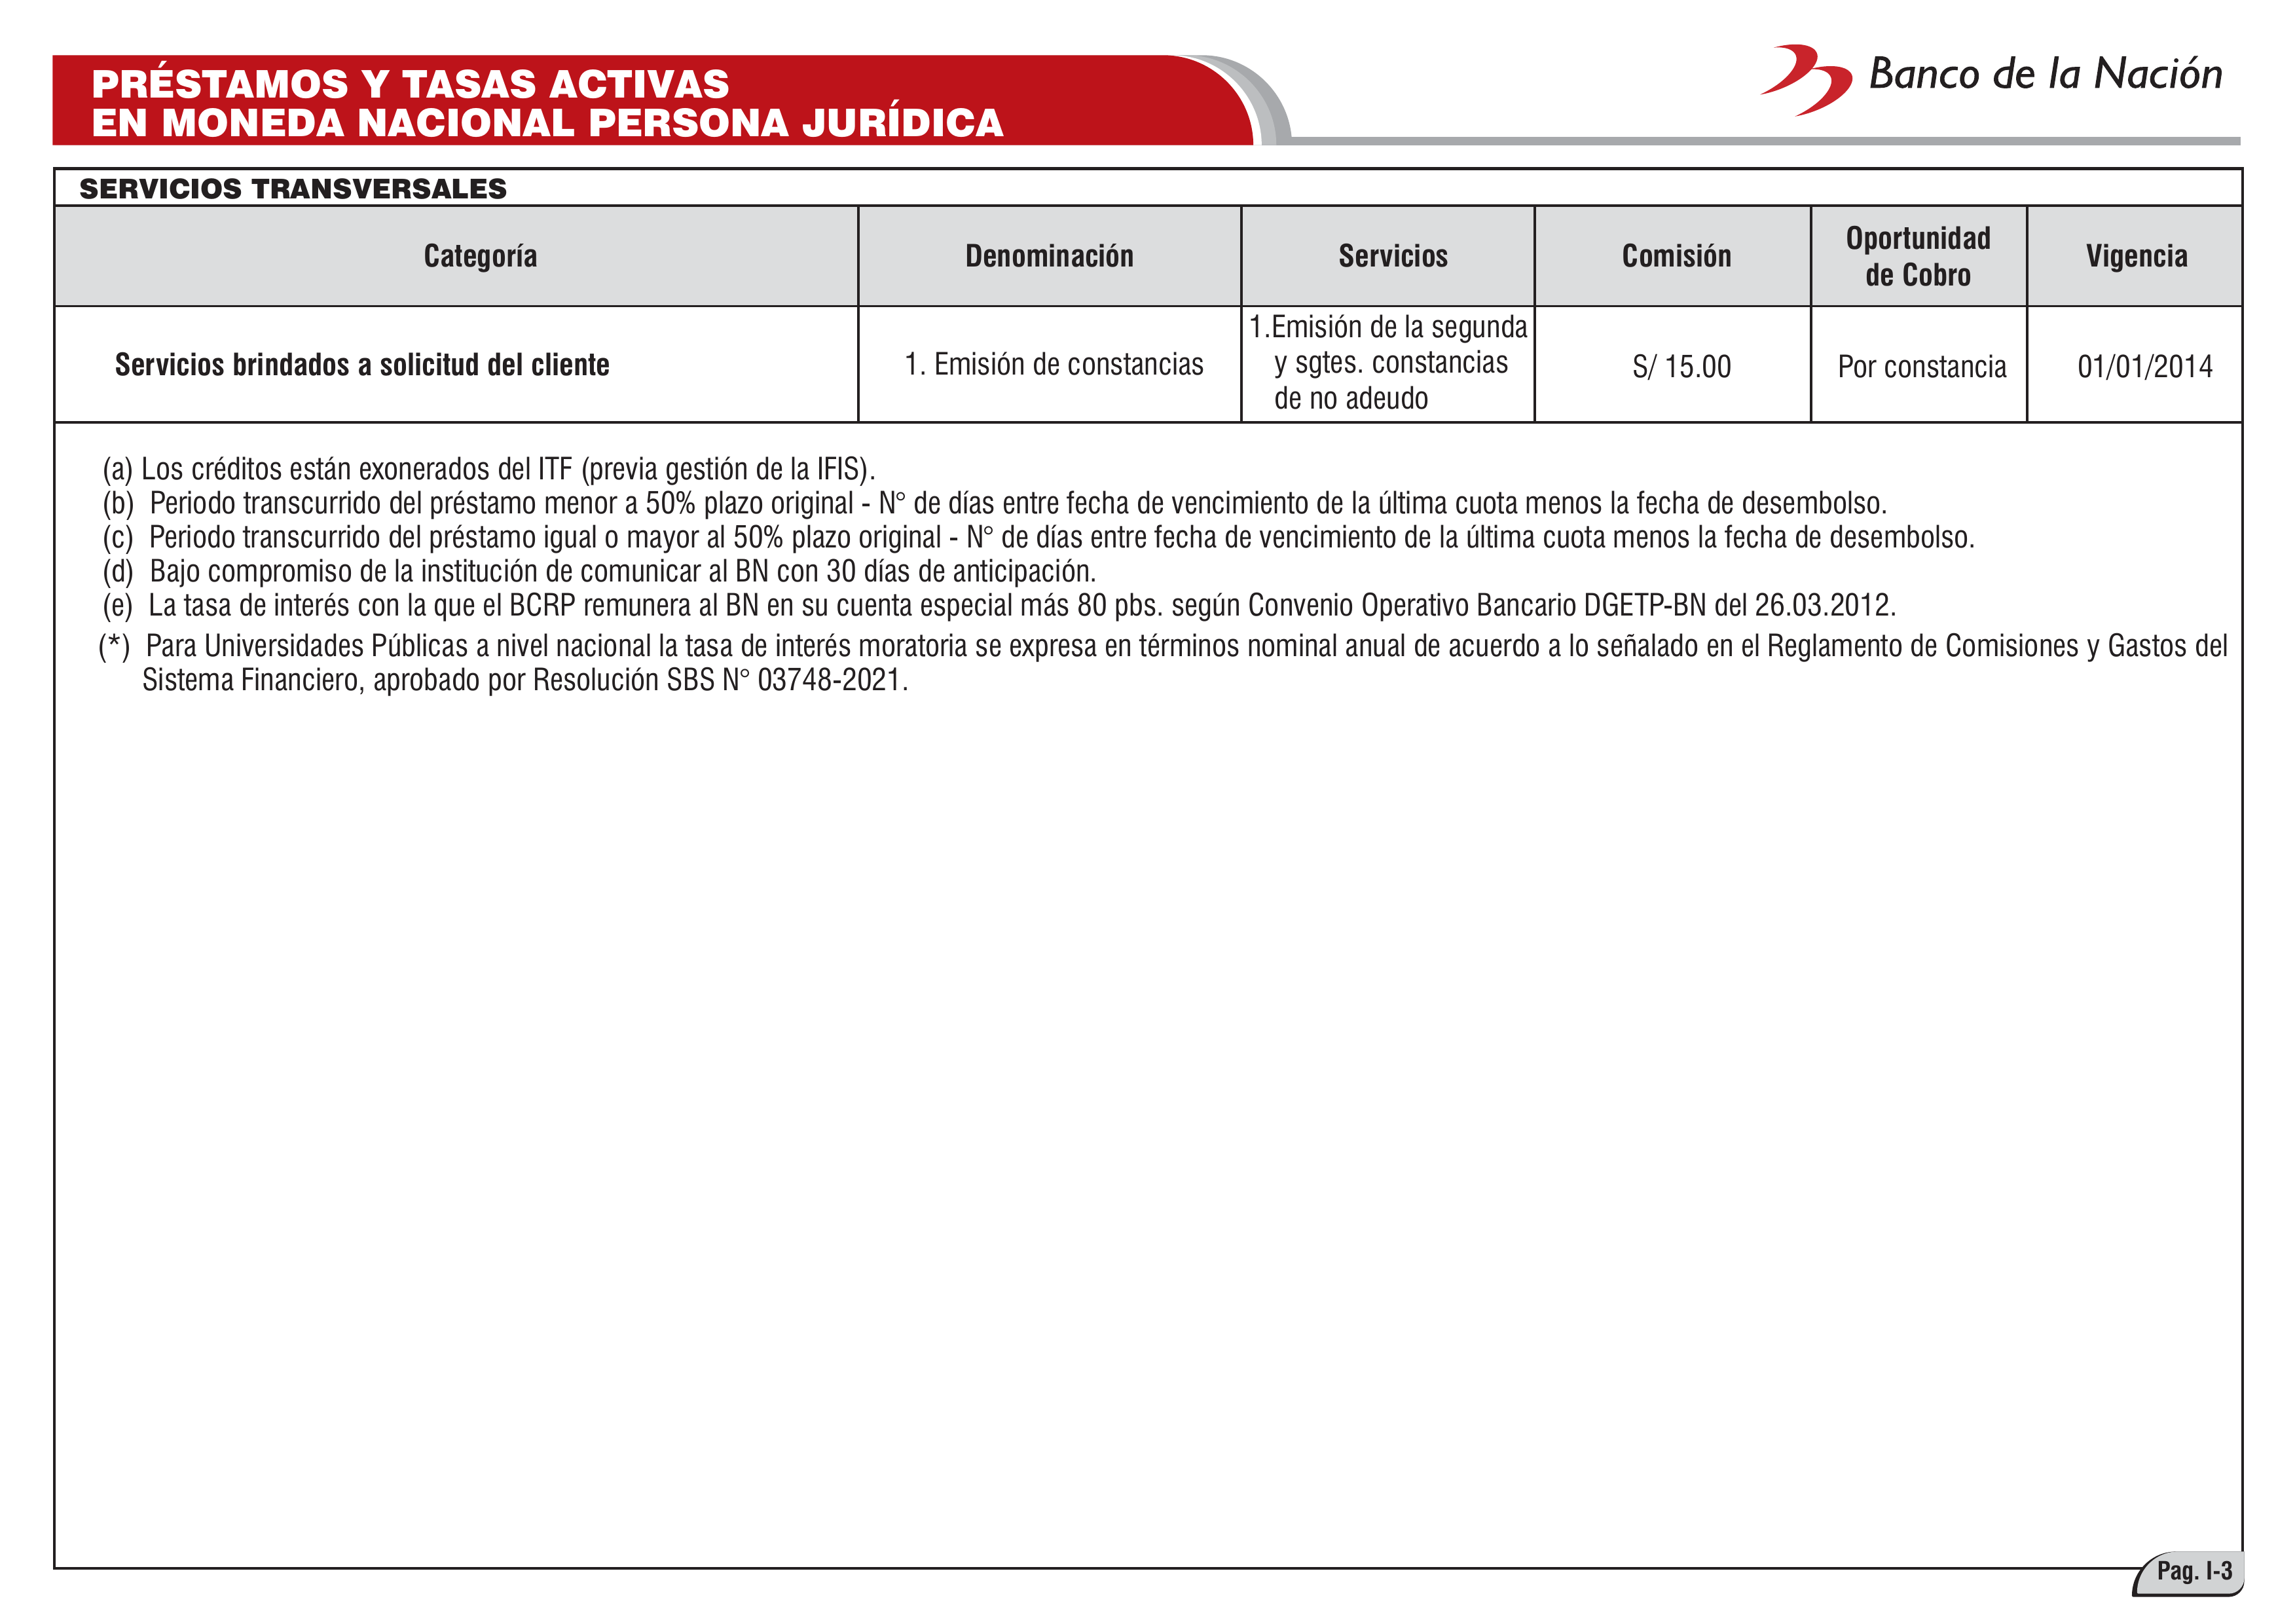 PRÉSTAMOS Y TASAS ACTIVAS
EN MONEDA NACIONAL PERSONA JURÍDICA
Banco de la Nación
SERVICIOS TRANSVERSALES
Categoría
Denominación
Servicios
Comisión
Oportunidad
de Cobro
Vigencia
Servicios brindados a solicitud del cliente
1. Emisión de constancias
1.Emisión de la segunda
y sgtes. constancias
de no adeudo
S/ 15.00
Por constancia
01/01/2014
(a) Los créditos están exonerados del ITF (previa gestión de la IFIS).
(b) Periodo transcurrido del préstamo menor a 50% plazo original - N° de días entre fecha de vencimiento de la última cuota menos la fecha de desembolso.
(c) Periodo transcurrido del préstamo igual o mayor al 50% plazo original - N° de días entre fecha de vencimiento de la última cuota menos la fecha de desembolso.
(d) Bajo compromiso de la institución de comunicar al BN con 30 días de anticipación.
(e) La tasa de interés con la que el BCRP remunera al BN en su cuenta especial más 80 pbs. según Convenio Operativo Bancario DGETP-BN del 26.03.2012.
(*) Para Universidades Públicas a nivel nacional la tasa de interés moratoria se expresa en términos nominal anual de acuerdo a lo señalado en el Reglamento de Comisiones y Gastos del
Sistema Financiero, aprobado por Resolución SBS N° 03748-2021.
Pag. I-3